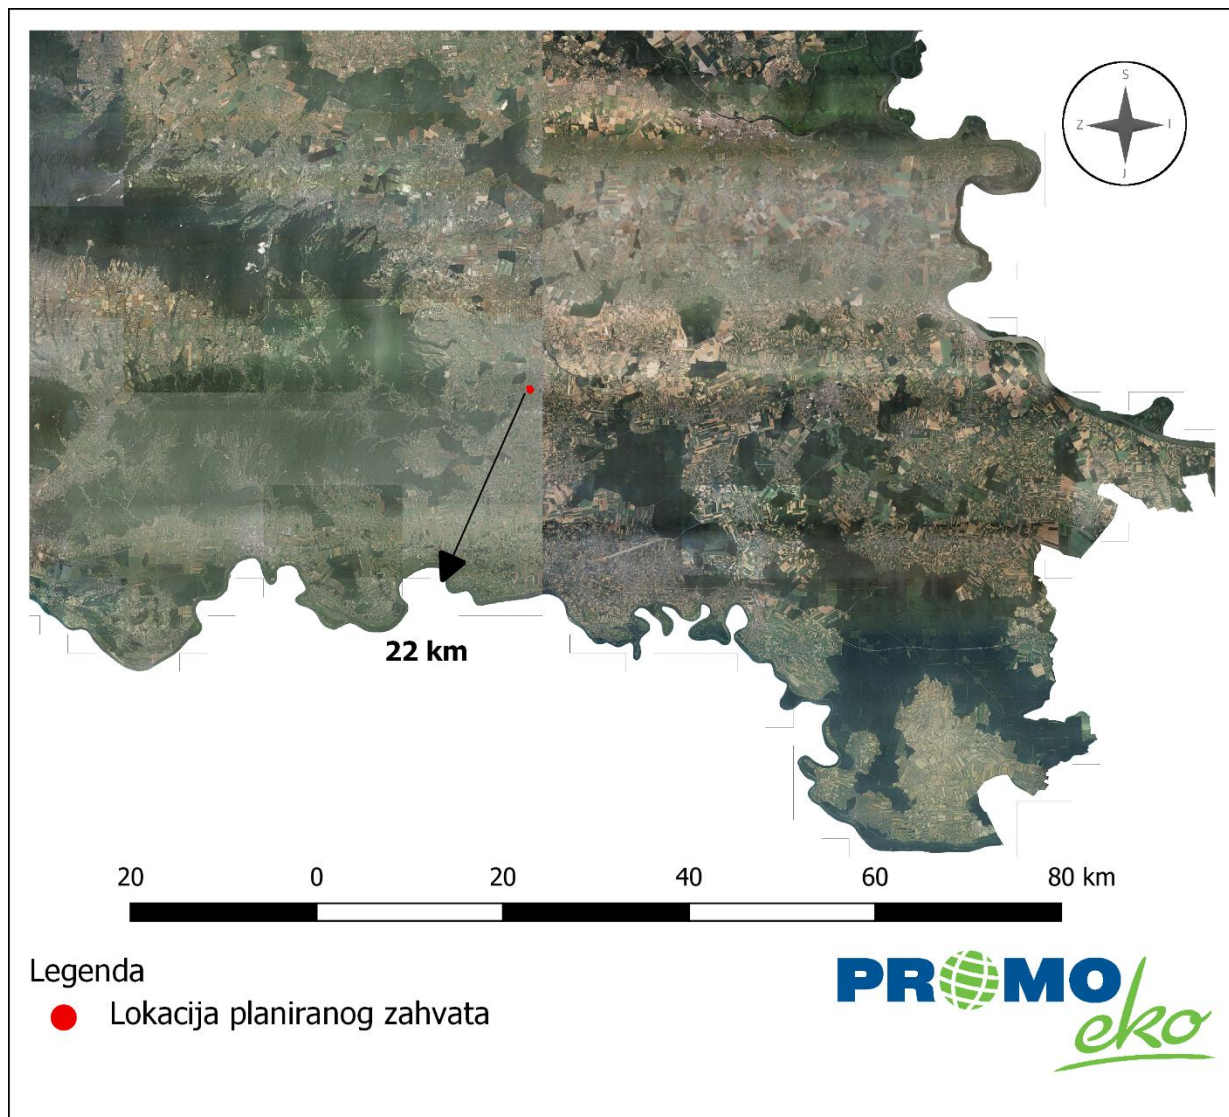 S
Z I
J
22 km
20 0 20 40 60 80 km
Legenda
Lokacija planiranog zahvata
PROMO
eko